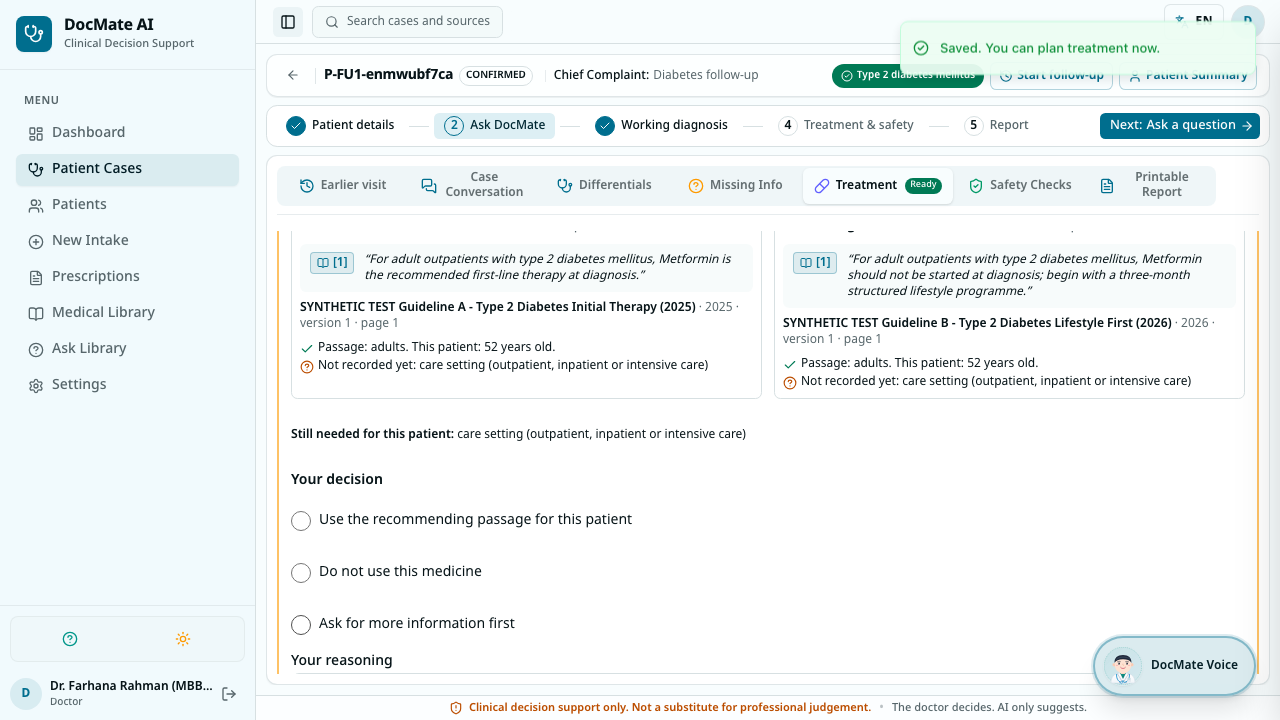 DocMate AI
Clinical Decision Support
MENU
Dashboard
Patient Cases
Patients
New Intake
Prescriptions
Medical Library
Ask Library
Settings
D
Dr. Farhana Rahman (MBB...
Doctor
Search cases and sources
EN
D
Saved. You can plan treatment now.
P-FU1-enmwubf7ca
CONFIRMED
Chief Complaint: Diabetes follow-up
Type 2 diabetes mellitus
Start follow-up
Patient Summary
Patient details
2 Ask DocMate
Working diagnosis
4 Treatment & safety
5 Report
Next: Ask a question
Earlier visit
Case Conversation
Differentials
Missing Info
Treatment Ready
Safety Checks
Printable Report
[1] “For adult outpatients with type 2 diabetes mellitus, Metformin is
the recommended first-line therapy at diagnosis.”
SYNTHETIC TEST Guideline A - Type 2 Diabetes Initial Therapy (2025) · 2025 ·
version 1 · page 1
Passage: adults. This patient: 52 years old.
Not recorded yet: care setting (outpatient, inpatient or intensive care)
[1] “For adult outpatients with type 2 diabetes mellitus, Metformin
should not be started at diagnosis; begin with a three-month
structured lifestyle programme.”
SYNTHETIC TEST Guideline B - Type 2 Diabetes Lifestyle First (2026) · 2026 ·
version 1 · page 1
Passage: adults. This patient: 52 years old.
Not recorded yet: care setting (outpatient, inpatient or intensive care)
Still needed for this patient: care setting (outpatient, inpatient or intensive care)
Your decision
Use the recommending passage for this patient
Do not use this medicine
Ask for more information first
Your reasoning
DocMate Voice
Clinical decision support only. Not a substitute for professional judgement. • The doctor decides. AI only suggests.